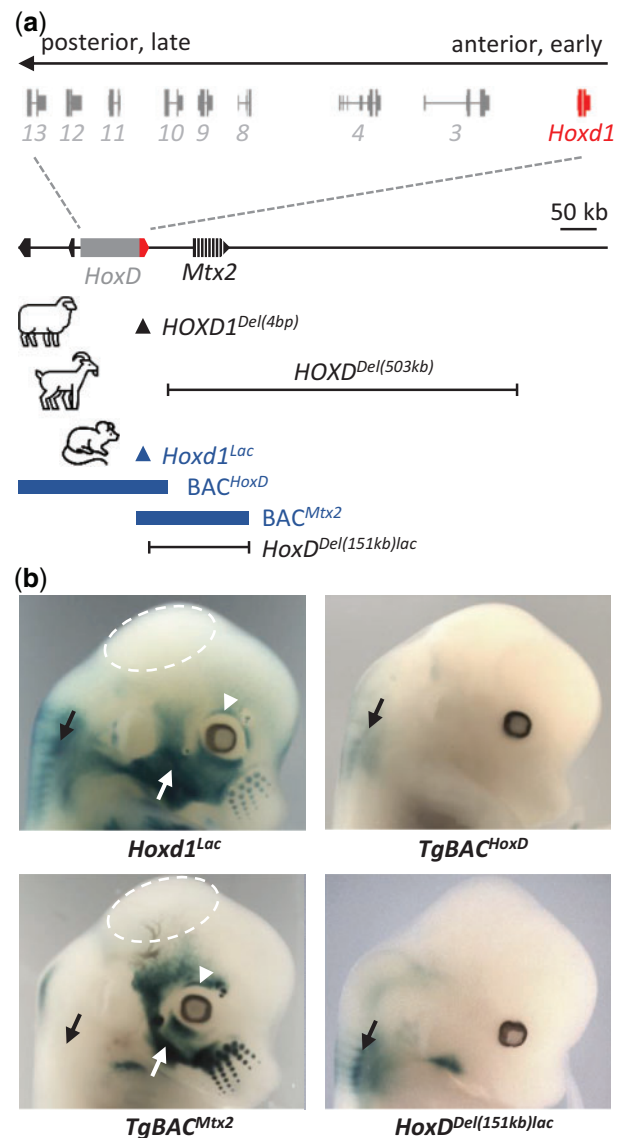 (a)
posterior, late anterior, early
13 12 11 10 9 8 4 3 Hoxd1
50 kb
HoxD Mtx2
HOXD1Del(4bp)
HOXDDel(503kb)
Hoxd1Lac
BACHoxD
BACMtx2
HoxDDel(151kb)lac
(b)
Hoxd1Lac TgBACHoxD
TgBACMtx2 HoxDDel(151kb)lac